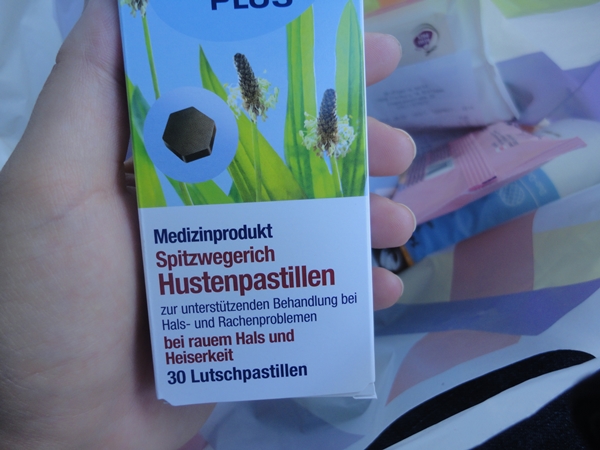 PLUS
Medizinprodukt
Spitzwegerich
Hustenpastillen
zur unterstützenden Behandlung bei
Hals- und Rachenproblemen
bei rauem Hals und
Heiserkeit
30 Lutschpastillen